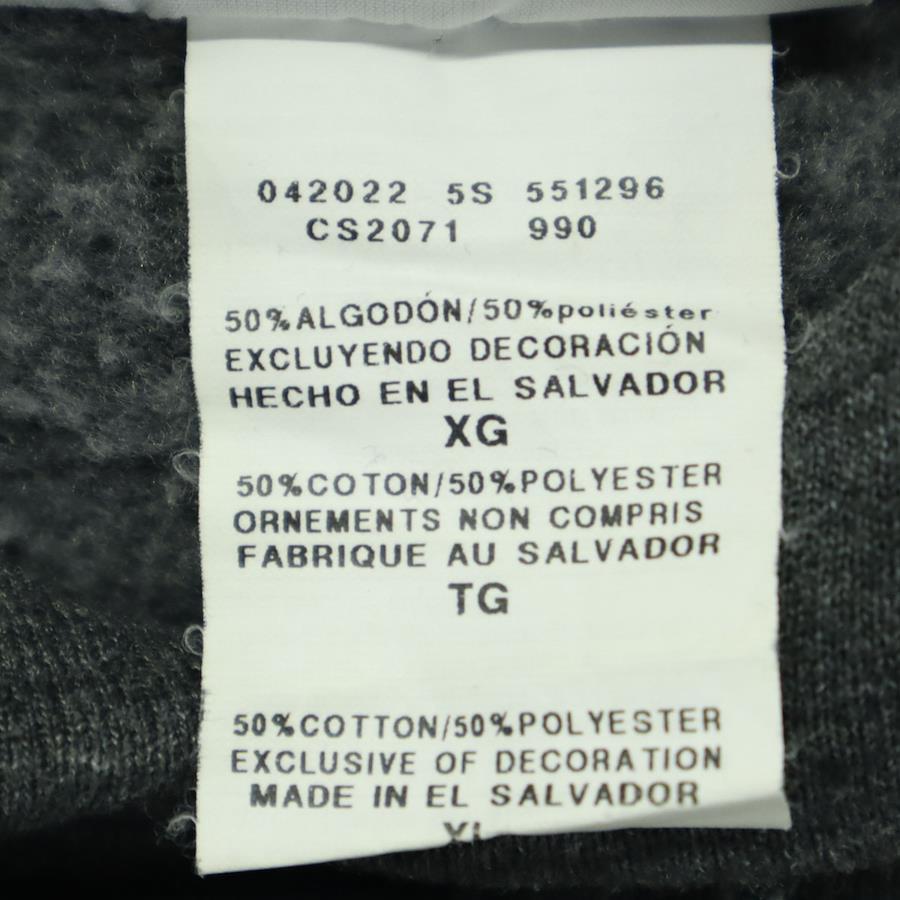 042022 5S 551296
CS2071 990
50%ALGODÓN/50%poliéster
EXCLUYENDO DECORACIÓN
HECHO EN EL SALVADOR
XG
50%COTON/50%POLYESTER
ORNEMENTS NON COMPRIS
FABRIQUE AU SALVADOR
TG
50%COTTON/50%POLYESTER
EXCLUSIVE OF DECORATION
MADE IN EL SALVADOR
XL